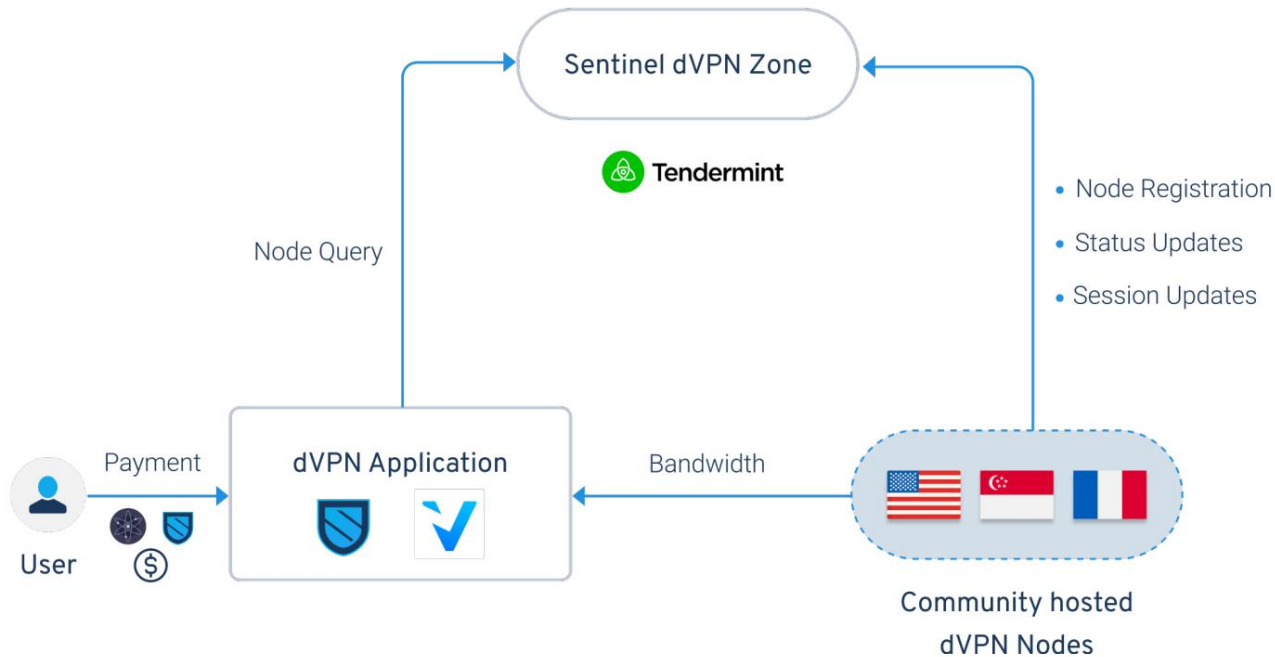 Sentinel dVPN Zone
Tendermint
Node Query
• Node Registration
• Status Updates
• Session Updates
Payment
dVPN Application
Bandwidth
User
$
Community hosted
dVPN Nodes